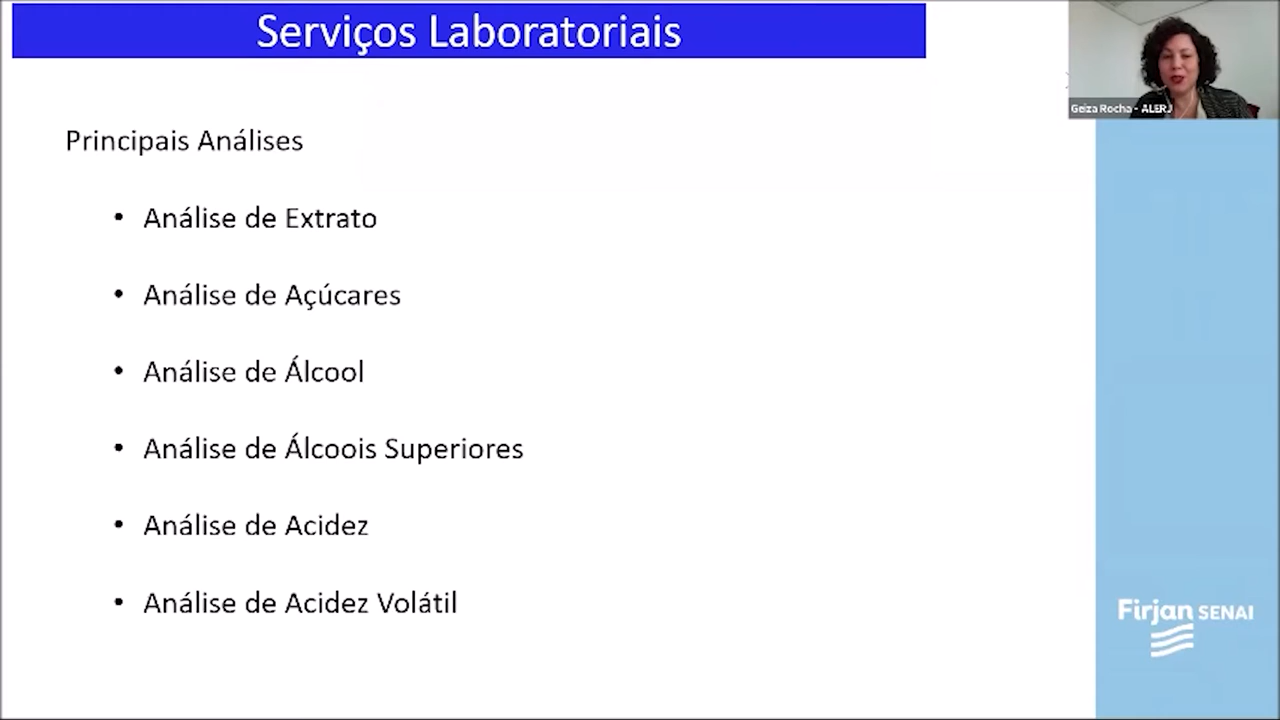 Serviços Laboratoriais
Geiza Rocha - ALERJ
Principais Análises
• Análise de Extrato
• Análise de Açúcares
• Análise de Álcool
• Análise de Álcoois Superiores
• Análise de Acidez
• Análise de Acidez Volátil
Firjan SENAI